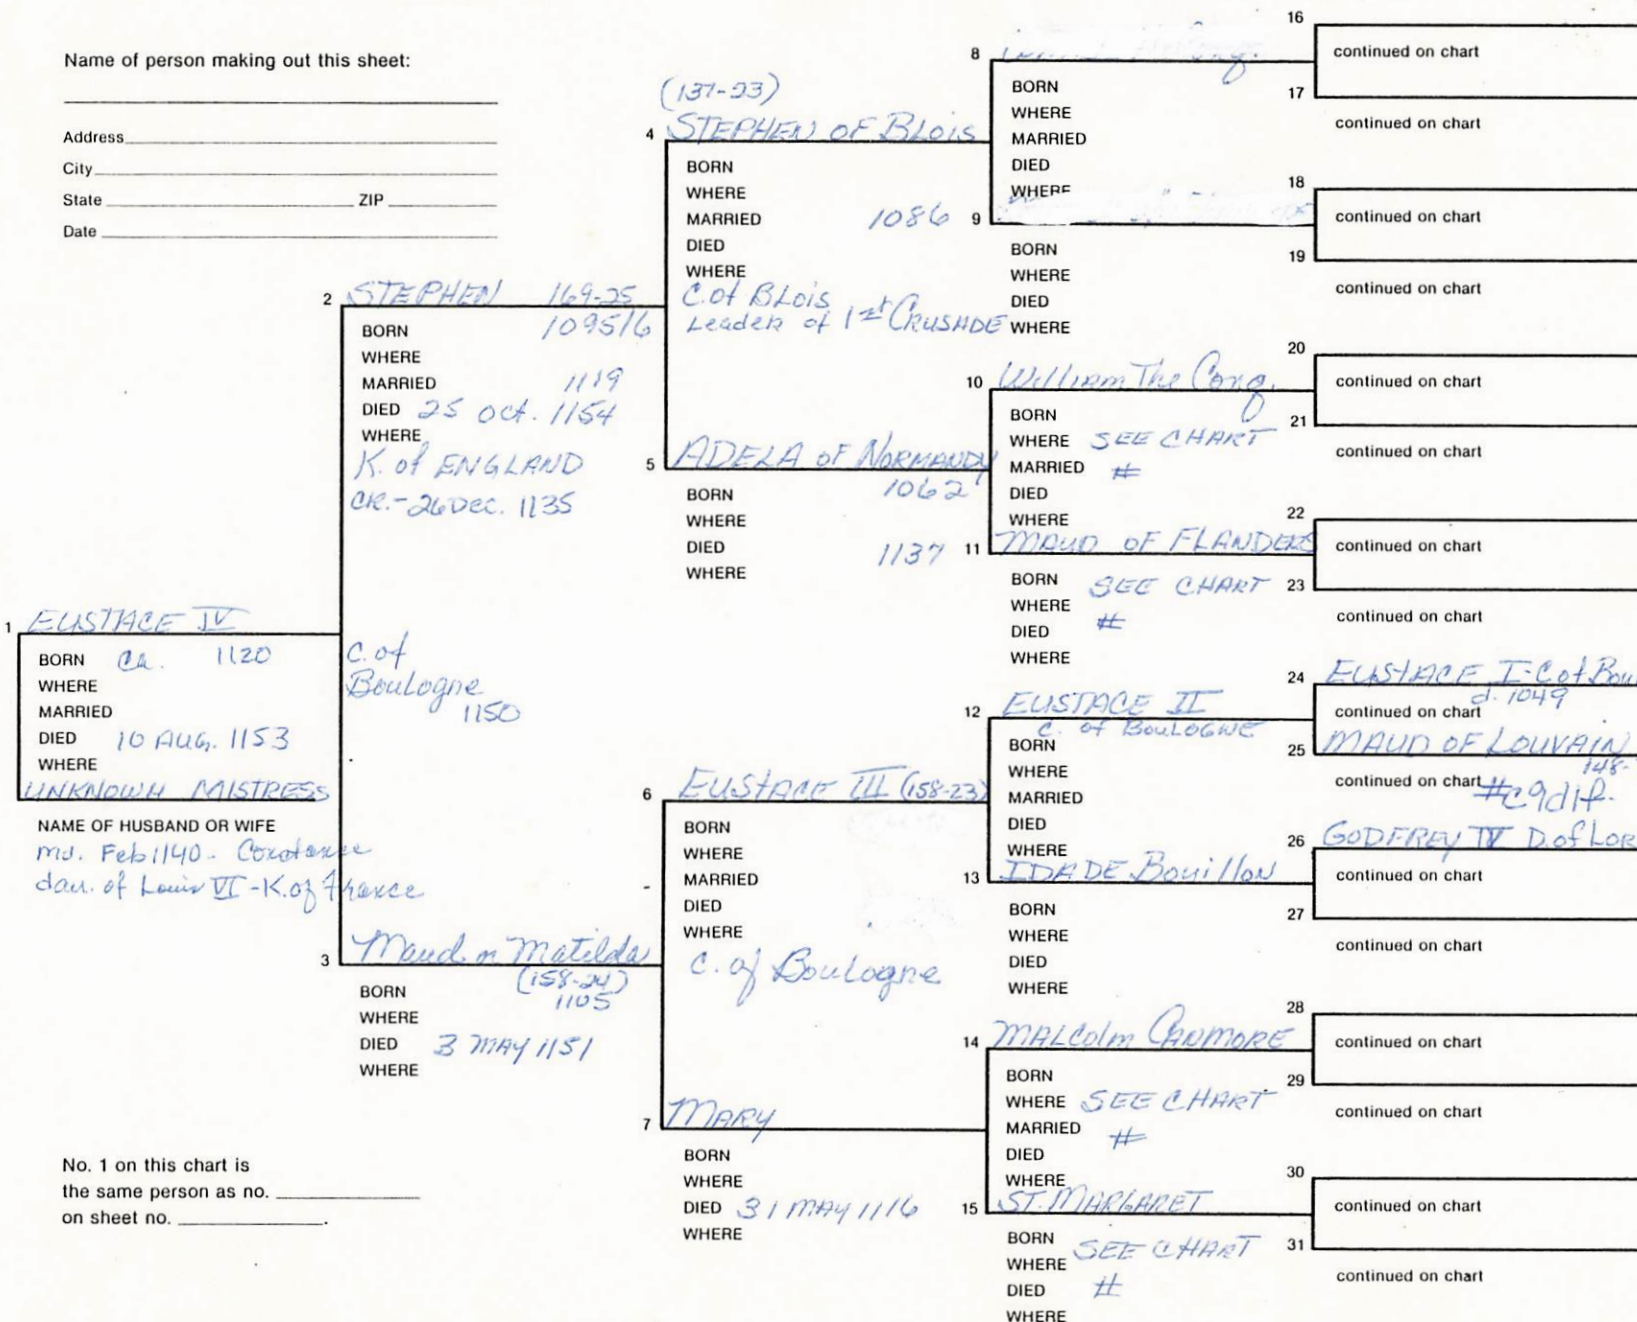 Name of person making out this sheet:
Address
City
State ZIP
Date
1 EUSTACE IV
BORN Ca. 1120
WHERE
MARRIED
DIED 10 AUG. 1153
WHERE
UNKNOWN MISTRESS
NAME OF HUSBAND OR WIFE
md. Feb 1140 - Constance
dau. of Louis VI - K. of France
C. of
Boulogne
1150
No. 1 on this chart is
the same person as no.
on sheet no. .
2 STEPHEN 169-25
BORN 1095/6
WHERE
MARRIED 1119
DIED 25 Oct. 1154
WHERE
K. of ENGLAND
CR. - 26 Dec. 1135
3 Maud or Matilda
(158-24)
BORN 1105
WHERE
DIED 3 MAY 1151
WHERE
(137-23)
4 STEPHEN OF BLOIS
BORN
WHERE
MARRIED 1086
DIED
WHERE
C. of BLois
Leader of 1st CRUSADE
5 ADELA OF NORMANDY
BORN 1062
WHERE
DIED 1137
WHERE
6 EUSTACE III (158-23)
BORN
WHERE
MARRIED
DIED
WHERE
C. of Boulogne
7 MARY
BORN
WHERE
DIED 31 MAY 1116
WHERE
8
BORN
WHERE
MARRIED
DIED
WHERE
9
BORN
WHERE
DIED
WHERE
10 William The Conq.
BORN
WHERE SEE CHART
MARRIED #
DIED
WHERE
11 MAUD OF FLANDERS
BORN SEE CHART
WHERE
DIED #
WHERE
12 EUSTACE II
C. of BOULOGNE
BORN
WHERE
MARRIED
DIED
WHERE
13 IDA DE Bouillon
BORN
WHERE
DIED
WHERE
14 MALCOLM CANMORE
BORN
WHERE SEE CHART
MARRIED #
DIED
WHERE
15 ST. MARGARET
BORN SEE CHART
WHERE
DIED #
WHERE
16
continued on chart
17
continued on chart
18
continued on chart
19
continued on chart
20
continued on chart
21
continued on chart
22
continued on chart
23
continued on chart
24 EUSTACE I - C of Bou
d. 1049
continued on chart
25 MAUD OF LOUVAIN
148-
continued on chart
26 GODFREY IV D. of LOR
continued on chart
27
continued on chart
28
continued on chart
29
continued on chart
30
continued on chart
31
continued on chart